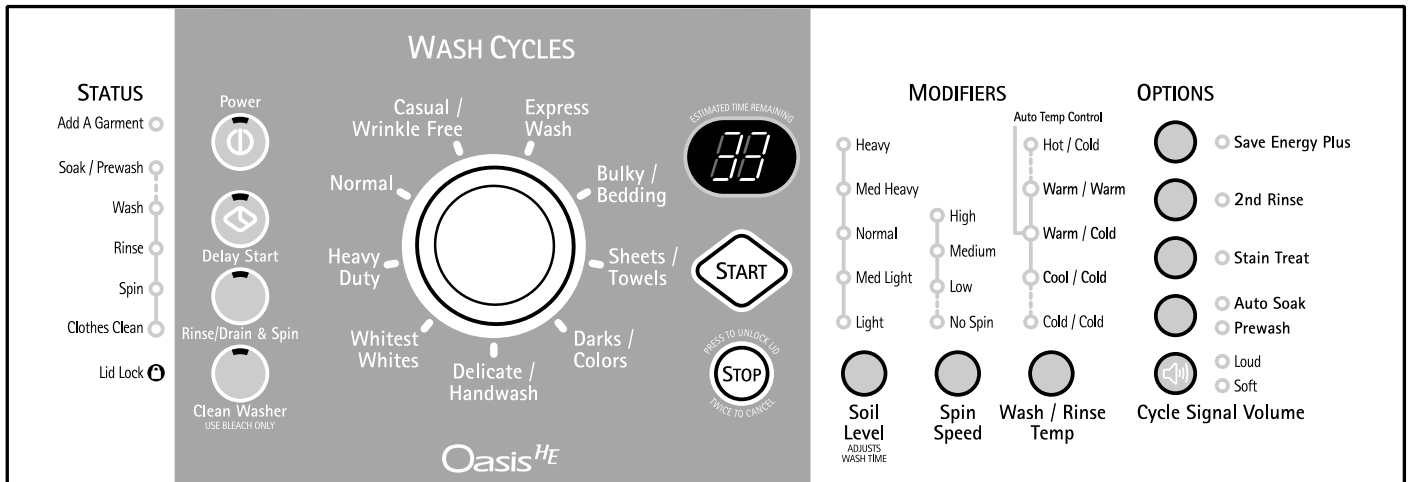 WASH CYCLES
STATUS
Add A Garment
Soak / Prewash
Wash
Rinse
Spin
Clothes Clean
Lid Lock
Power
Delay Start
Rinse/Drain & Spin
Clean Washer
USE BLEACH ONLY
Casual /
Wrinkle Free
Normal
Heavy
Duty
Whitest
Whites
Delicate /
Handwash
Darks /
Colors
Sheets /
Towels
Bulky /
Bedding
Express
Wash
ESTIMATED TIME REMAINING
START
PRESS TO UNLOCK LID
STOP
TWICE TO CANCEL
Oasis HE
MODIFIERS
Heavy
Med Heavy
Normal
Med Light
Light
Soil
Level
ADJUSTS
WASH TIME
High
Medium
Low
No Spin
Spin
Speed
Auto Temp Control
Hot / Cold
Warm / Warm
Warm / Cold
Cool / Cold
Cold / Cold
Wash / Rinse
Temp
OPTIONS
Save Energy Plus
2nd Rinse
Stain Treat
Auto Soak
Prewash
Loud
Soft
Cycle Signal Volume